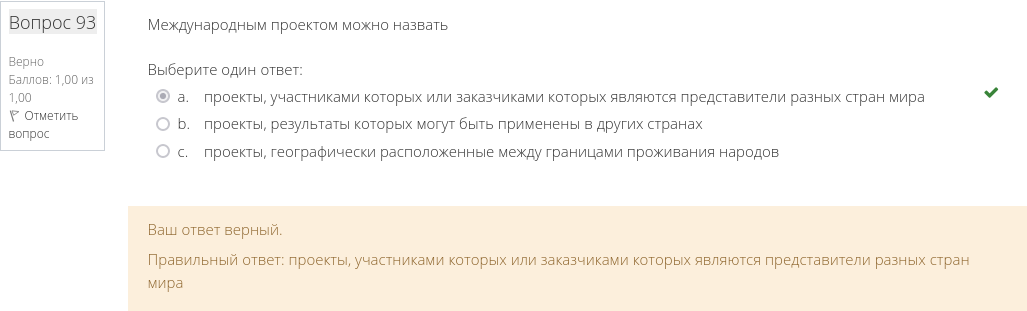 Вопрос 93
Верно
Баллов: 1,00 из
1,00
Отметить
вопрос
Международным проектом можно назвать
Выберите один ответ:
a. проекты, участниками которых или заказчиками которых являются представители разных стран мира
b. проекты, результаты которых могут быть применены в других странах
c. проекты, географически расположенные между границами проживания народов
Ваш ответ верный.
Правильный ответ: проекты, участниками которых или заказчиками которых являются представители разных стран
мира